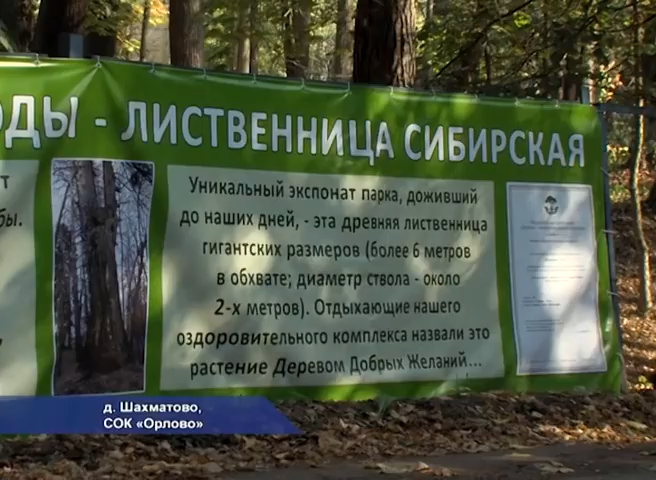 ОДЫ - ЛИСТВЕННИЦА СИБИРСКАЯ
Уникальный экспонат парка, доживший
до наших дней, - эта древняя лиственница
гигантских размеров (более 6 метров
в обхвате; диаметр ствола - около
2-х метров). Отдыхающие нашего
оздоровительного комплекса назвали это
растение Деревом Добрых Желаний...
д. Шахматово,
СОК «Орлово»